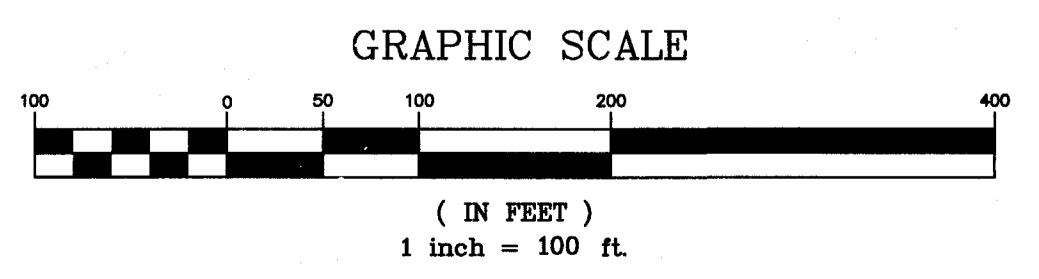 GRAPHIC SCALE
100 0 50 100 200 400
( IN FEET )
1 inch = 100 ft.